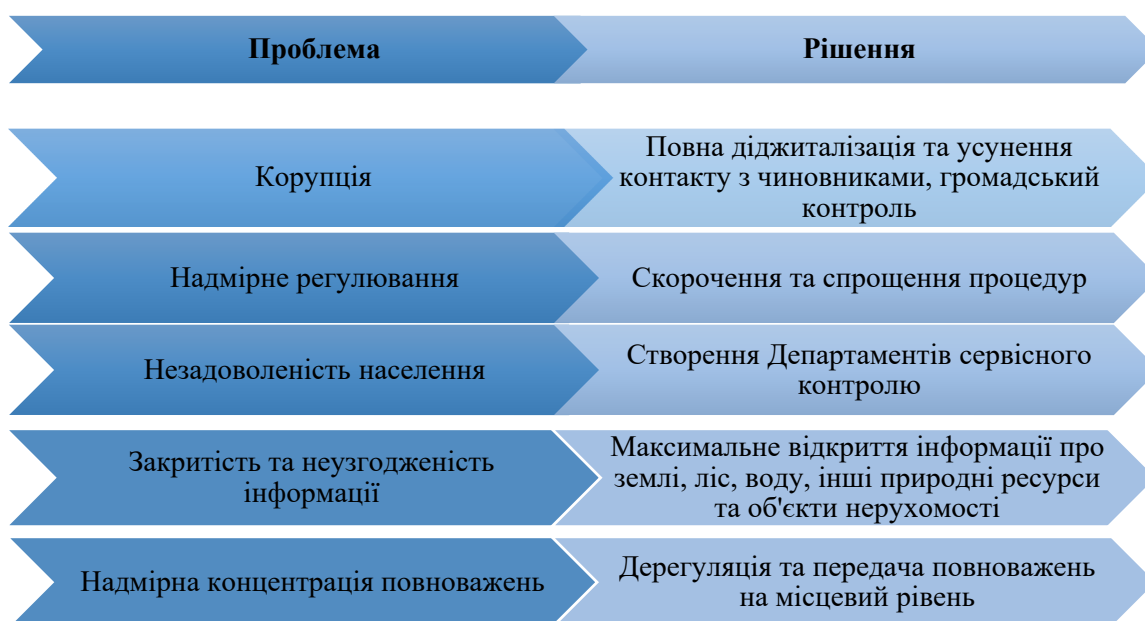 Проблема
Рішення
Корупція
Повна діджиталізація та усунення
контакту з чиновниками, громадський
контроль
Надмірне регулювання
Скорочення та спрощення процедур
Незадоволеність населення
Створення Департаментів сервісного
контролю
Закритість та неузгодженість
інформації
Максимальне відкриття інформації про
землі, ліс, воду, інші природні ресурси
та об'єкти нерухомості
Надмірна концентрація повноважень
Дерегуляція та передача повноважень
на місцевий рівень